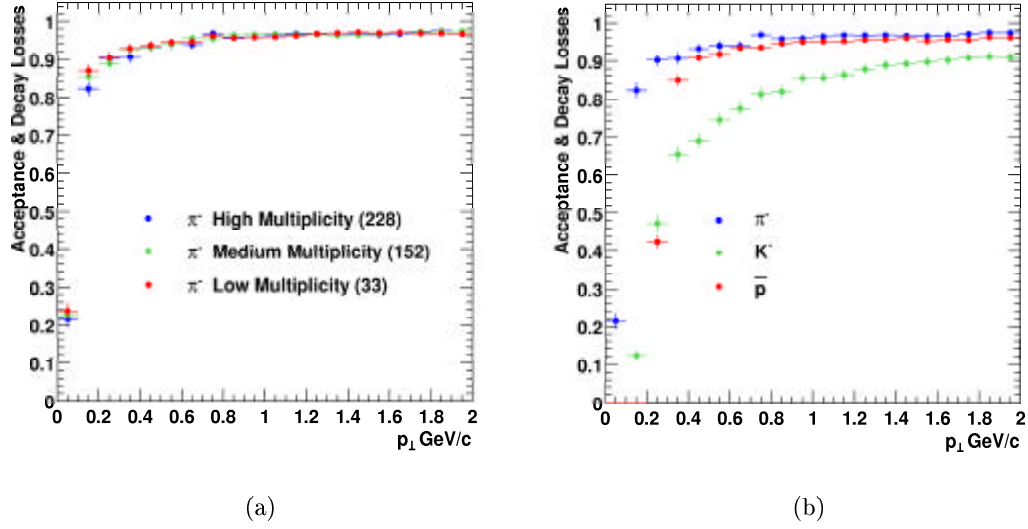 Acceptance & Decay Losses
1
0.9
0.8
0.7
0.6
0.5
0.4
0.3
0.2
0.1
0
π⁻ High Multiplicity (228)
π⁻ Medium Multiplicity (152)
π⁻ Low Multiplicity (33)
0 0.2 0.4 0.6 0.8 1 1.2 1.4 1.6 1.8 2
p⊥ GeV/c
(a)
Acceptance & Decay Losses
1
0.9
0.8
0.7
0.6
0.5
0.4
0.3
0.2
0.1
0
π⁻
K⁻
p̅
0 0.2 0.4 0.6 0.8 1 1.2 1.4 1.6 1.8 2
p⊥ GeV/c
(b)